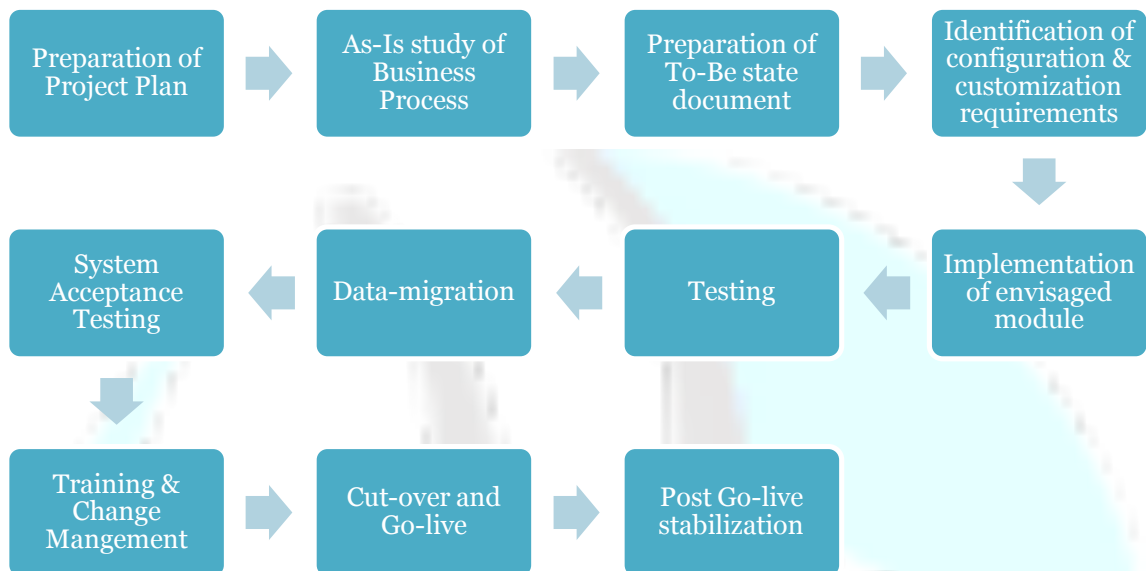 Preparation of
Project Plan
As-Is study of
Business
Process
Preparation of
To-Be state
document
Identification of
configuration &
customization
requirements
Implementation
of envisaged
module
Testing
Data-migration
System
Acceptance
Testing
Training &
Change
Mangement
Cut-over and
Go-live
Post Go-live
stabilization